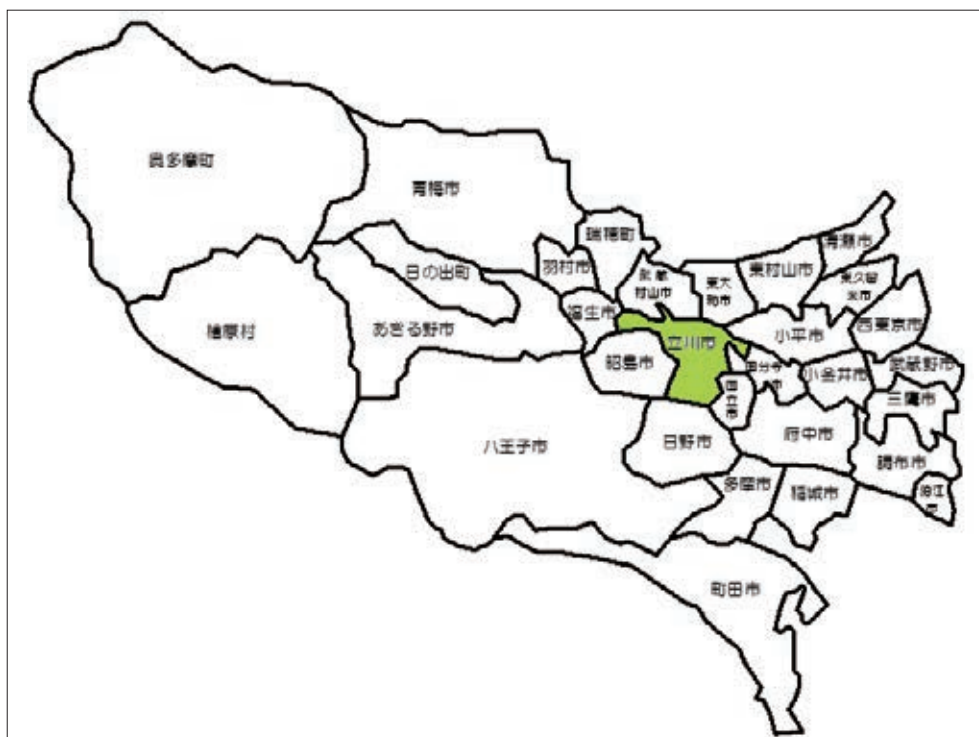 奥多摩町
青梅市
瑞穂町
羽村市
日の出町
檜原村
あきる野市
福生市
武蔵
村山市
東大
和市
東村山市
清瀬市
東久留
米市
西東京市
小平市
立川市
昭島市
国分寺
市
国立市
小金井市
武蔵野市
三鷹市
八王子市
日野市
府中市
調布市
狛江
市
多摩市
稲城市
町田市